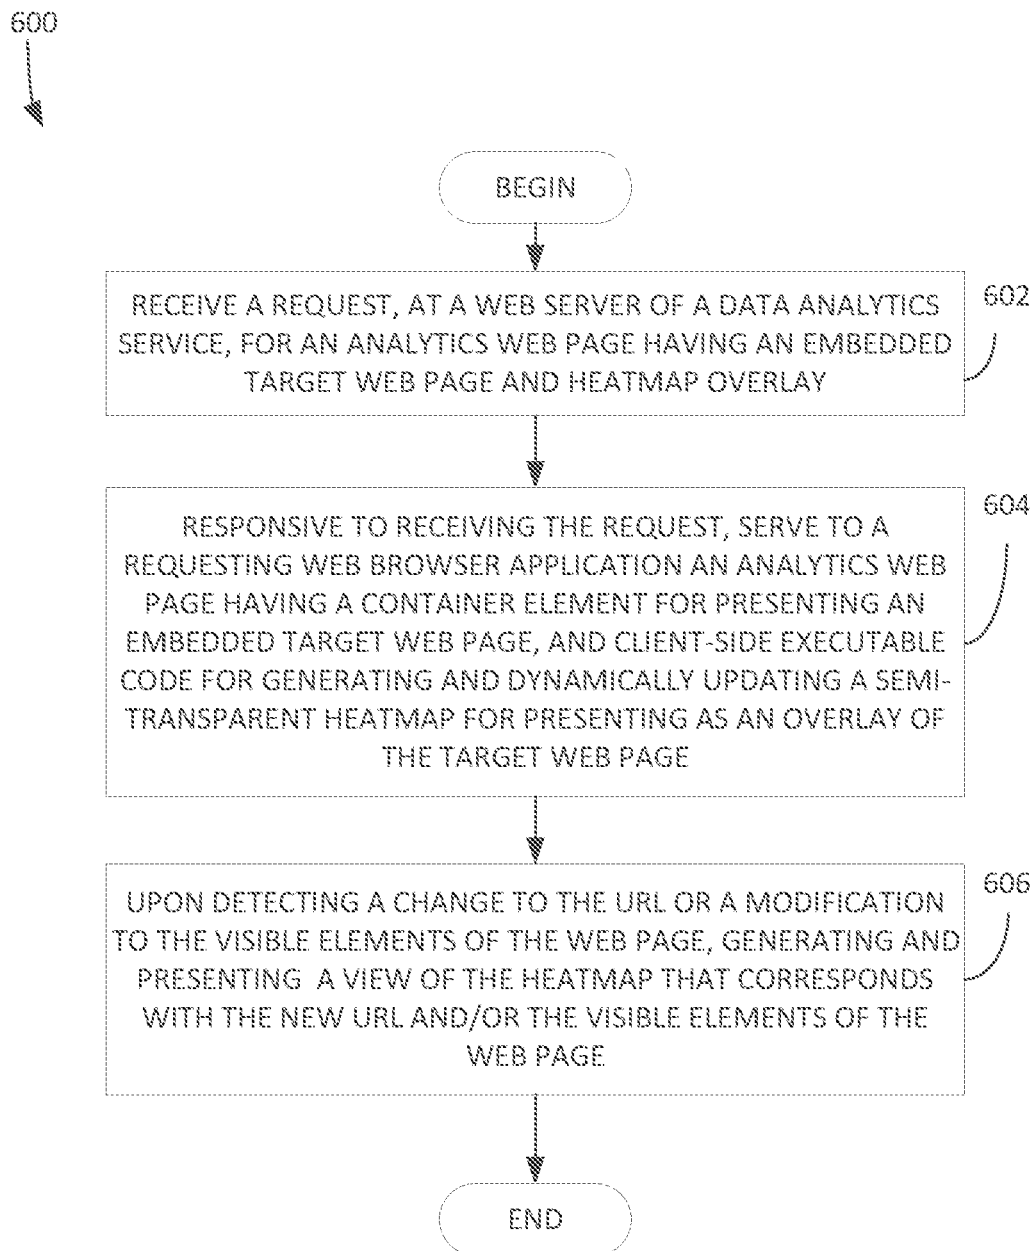 600
BEGIN
RECEIVE A REQUEST, AT A WEB SERVER OF A DATA ANALYTICS
SERVICE, FOR AN ANALYTICS WEB PAGE HAVING AN EMBEDDED
TARGET WEB PAGE AND HEATMAP OVERLAY
602
RESPONSIVE TO RECEIVING THE REQUEST, SERVE TO A
REQUESTING WEB BROWSER APPLICATION AN ANALYTICS WEB
PAGE HAVING A CONTAINER ELEMENT FOR PRESENTING AN
EMBEDDED TARGET WEB PAGE, AND CLIENT-SIDE EXECUTABLE
CODE FOR GENERATING AND DYNAMICALLY UPDATING A SEMI-
TRANSPARENT HEATMAP FOR PRESENTING AS AN OVERLAY OF
THE TARGET WEB PAGE
604
UPON DETECTING A CHANGE TO THE URL OR A MODIFICATION
TO THE VISIBLE ELEMENTS OF THE WEB PAGE, GENERATING AND
PRESENTING A VIEW OF THE HEATMAP THAT CORRESPONDS
WITH THE NEW URL AND/OR THE VISIBLE ELEMENTS OF THE
WEB PAGE
606
END